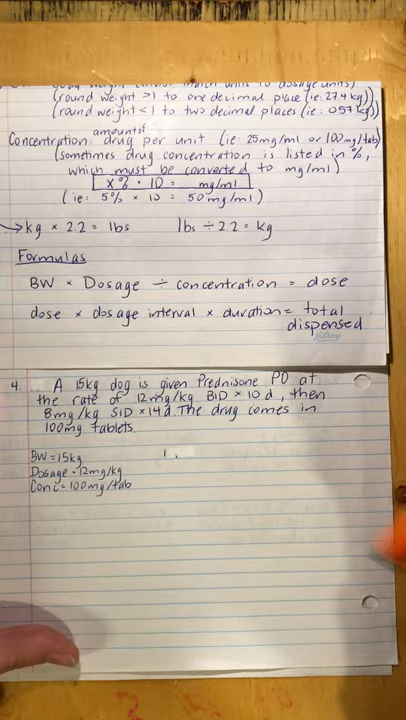 (round weight >1 to one decimal place (ie: 27.4 kg))
(round weight <1 to two decimal places (ie: 0.57 kg))
Concentration: amount of drug per unit (ie: 25mg/ml or 100mg/tab)
(sometimes drug concentration is listed in %,
which must be converted to mg/ml)
X% × 10 = mg/ml
(ie: 5% × 10 = 50mg/ml)
→ kg × 2.2 = lbs lbs ÷ 2.2 = kg
Formulas
BW × Dosage ÷ concentration = dose
dose × dosage interval × duration = total
dispensed
4. A 15kg dog is given Prednisone PO at
the rate of 12mg/kg BID × 10 d, then
8mg/kg SID × 14 d. The drug comes in
100mg tablets.
BW = 15kg
Dosage = 12mg/kg
Conc = 100mg/tab